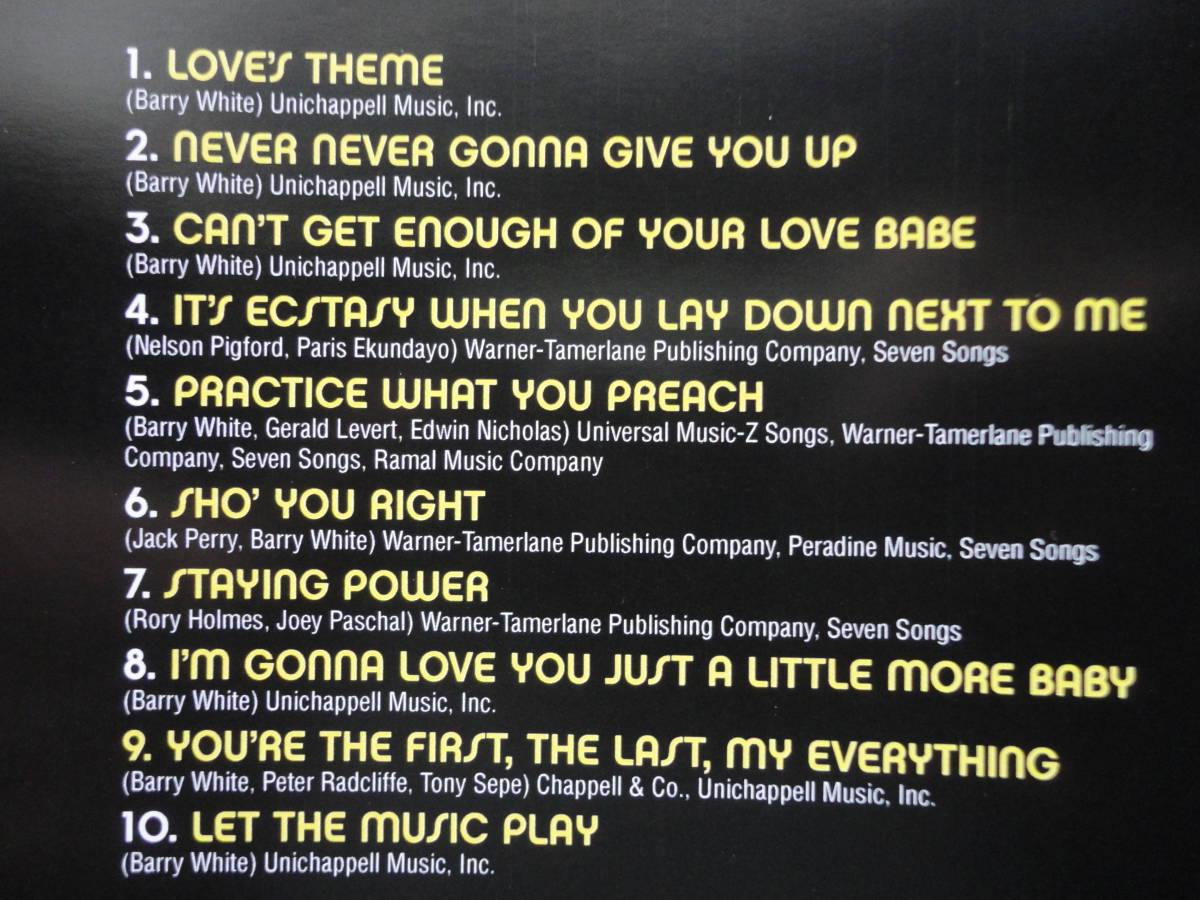 1. LOVE'S THEME
(Barry White) Unichappell Music, Inc.
2. NEVER NEVER GONNA GIVE YOU UP
(Barry White) Unichappell Music, Inc.
3. CAN'T GET ENOUGH OF YOUR LOVE BABE
(Barry White) Unichappell Music, Inc.
4. IT'S ECSTASY WHEN YOU LAY DOWN NEXT TO ME
(Nelson Pigford, Paris Ekundayo) Warner-Tamerlane Publishing Company, Seven Songs
5. PRACTICE WHAT YOU PREACH
(Barry White, Gerald Levert, Edwin Nicholas) Universal Music-Z Songs, Warner-Tamerlane Publishing
Company, Seven Songs, Ramal Music Company
6. SHO' YOU RIGHT
(Jack Perry, Barry White) Warner-Tamerlane Publishing Company, Peradine Music, Seven Songs
7. STAYING POWER
(Rory Holmes, Joey Paschal) Warner-Tamerlane Publishing Company, Seven Songs
8. I'M GONNA LOVE YOU JUST A LITTLE MORE BABY
(Barry White) Unichappell Music, Inc.
9. YOU'RE THE FIRST, THE LAST, MY EVERYTHING
(Barry White, Peter Radcliffe, Tony Sepe) Chappell & Co., Unichappell Music, Inc.
10. LET THE MUSIC PLAY
(Barry White) Unichappell Music, Inc.